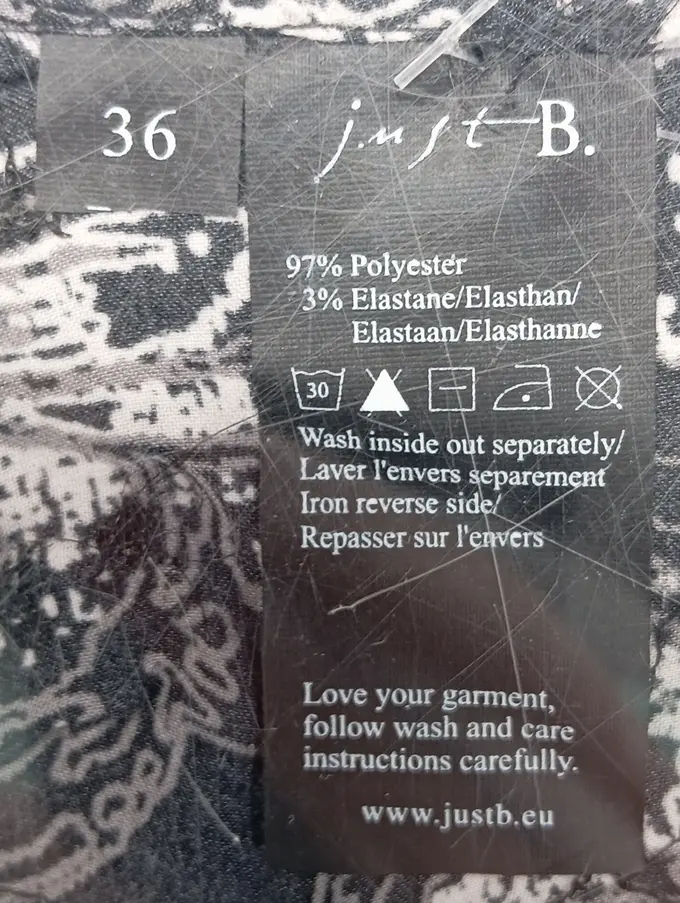 36
just B.
97% Polyester
3% Elastane/Elasthan/
Elastaan/Elasthanne
30
Wash inside out separately/
Laver l'envers separement
Iron reverse side/
Repasser sur l'envers
Love your garment,
follow wash and care
instructions carefully.
www.justb.eu